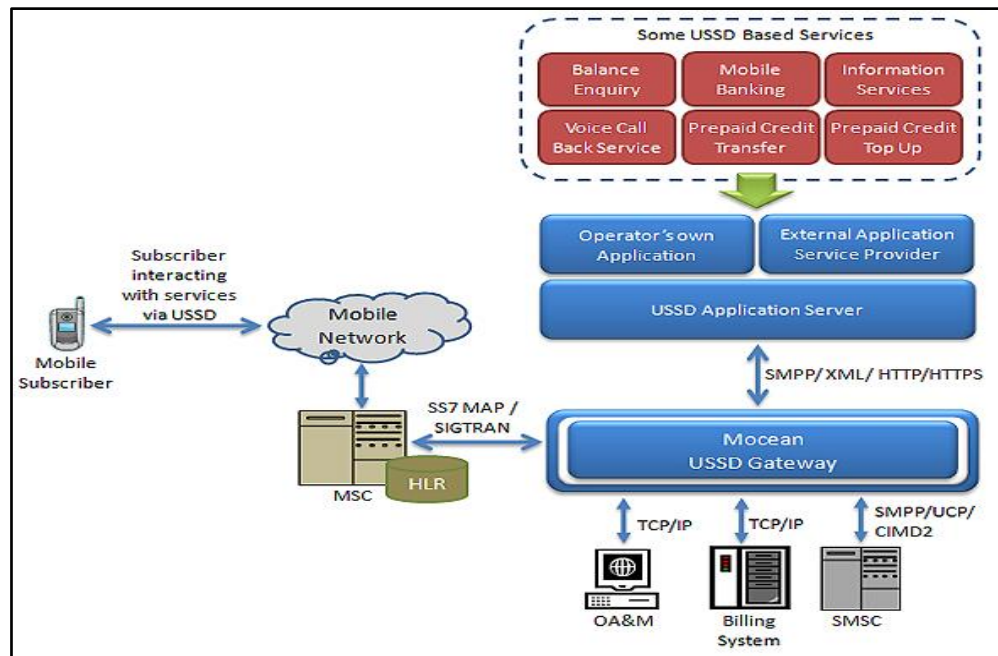 Some USSD Based Services
Balance
Enquiry
Mobile
Banking
Information
Services
Voice Call
Back Service
Prepaid Credit
Transfer
Prepaid Credit
Top Up
Operator's own
Application
External Application
Service Provider
USSD Application Server
Subscriber
interacting
with services
via USSD
Mobile
Subscriber
Mobile
Network
SMPP/ XML/ HTTP/HTTPS
SS7 MAP /
SIGTRAN
MSC
HLR
Mocean
USSD Gateway
TCP/IP
TCP/IP
SMPP/UCP/
CIMD2
OA&M
Billing
System
SMSC